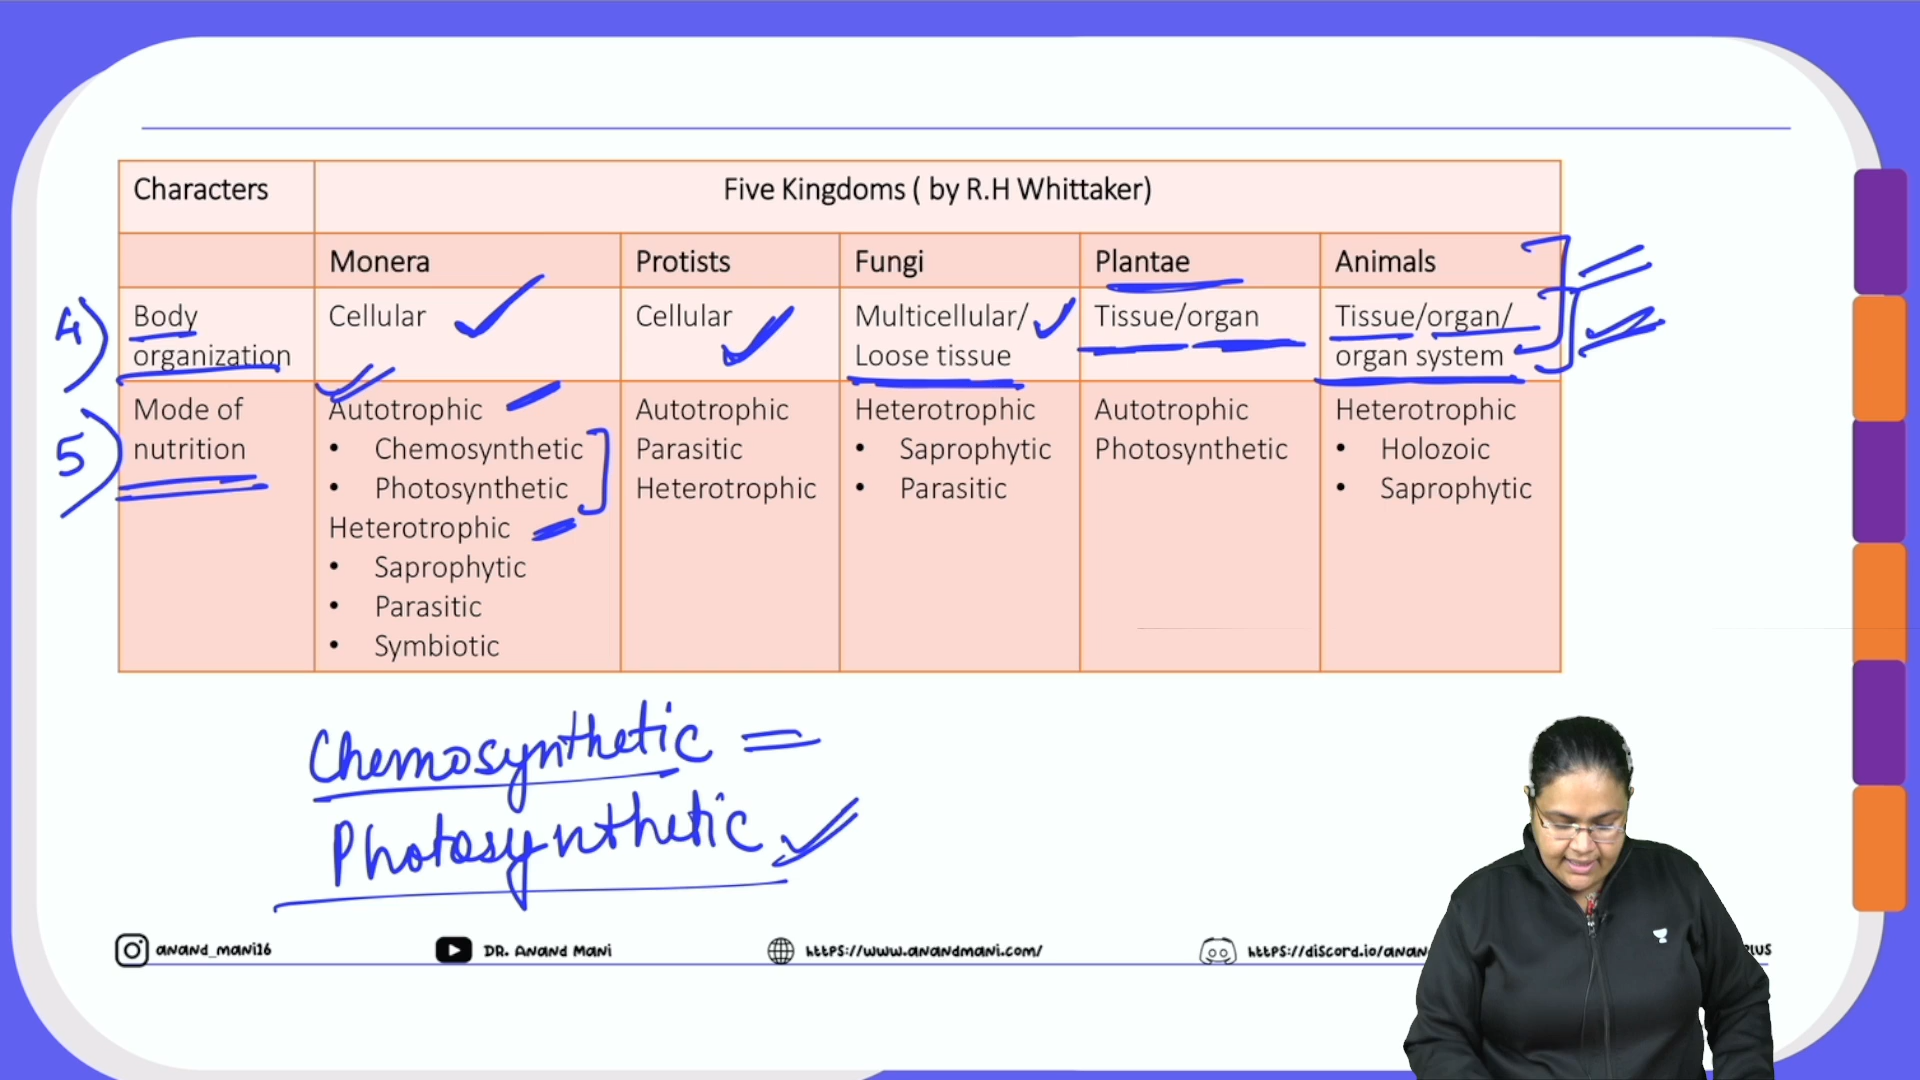 Characters
Five Kingdoms ( by R.H Whittaker)
Monera
Protists
Fungi
Plantae
Animals
4)
Body
organization
Cellular
Cellular
Multicellular/
Loose tissue
Tissue/organ
Tissue/organ/
organ system
5)
Mode of
nutrition
Autotrophic
• Chemosynthetic
• Photosynthetic
Heterotrophic
• Saprophytic
• Parasitic
• Symbiotic
Autotrophic
Parasitic
Heterotrophic
Heterotrophic
• Saprophytic
• Parasitic
Autotrophic
Photosynthetic
Heterotrophic
• Holozoic
• Saprophytic
Chemosynthetic =
Photosynthetic
anand_mani26
DR. Anand Mani
https://www.anandmani.com/
https://discord.io/anan